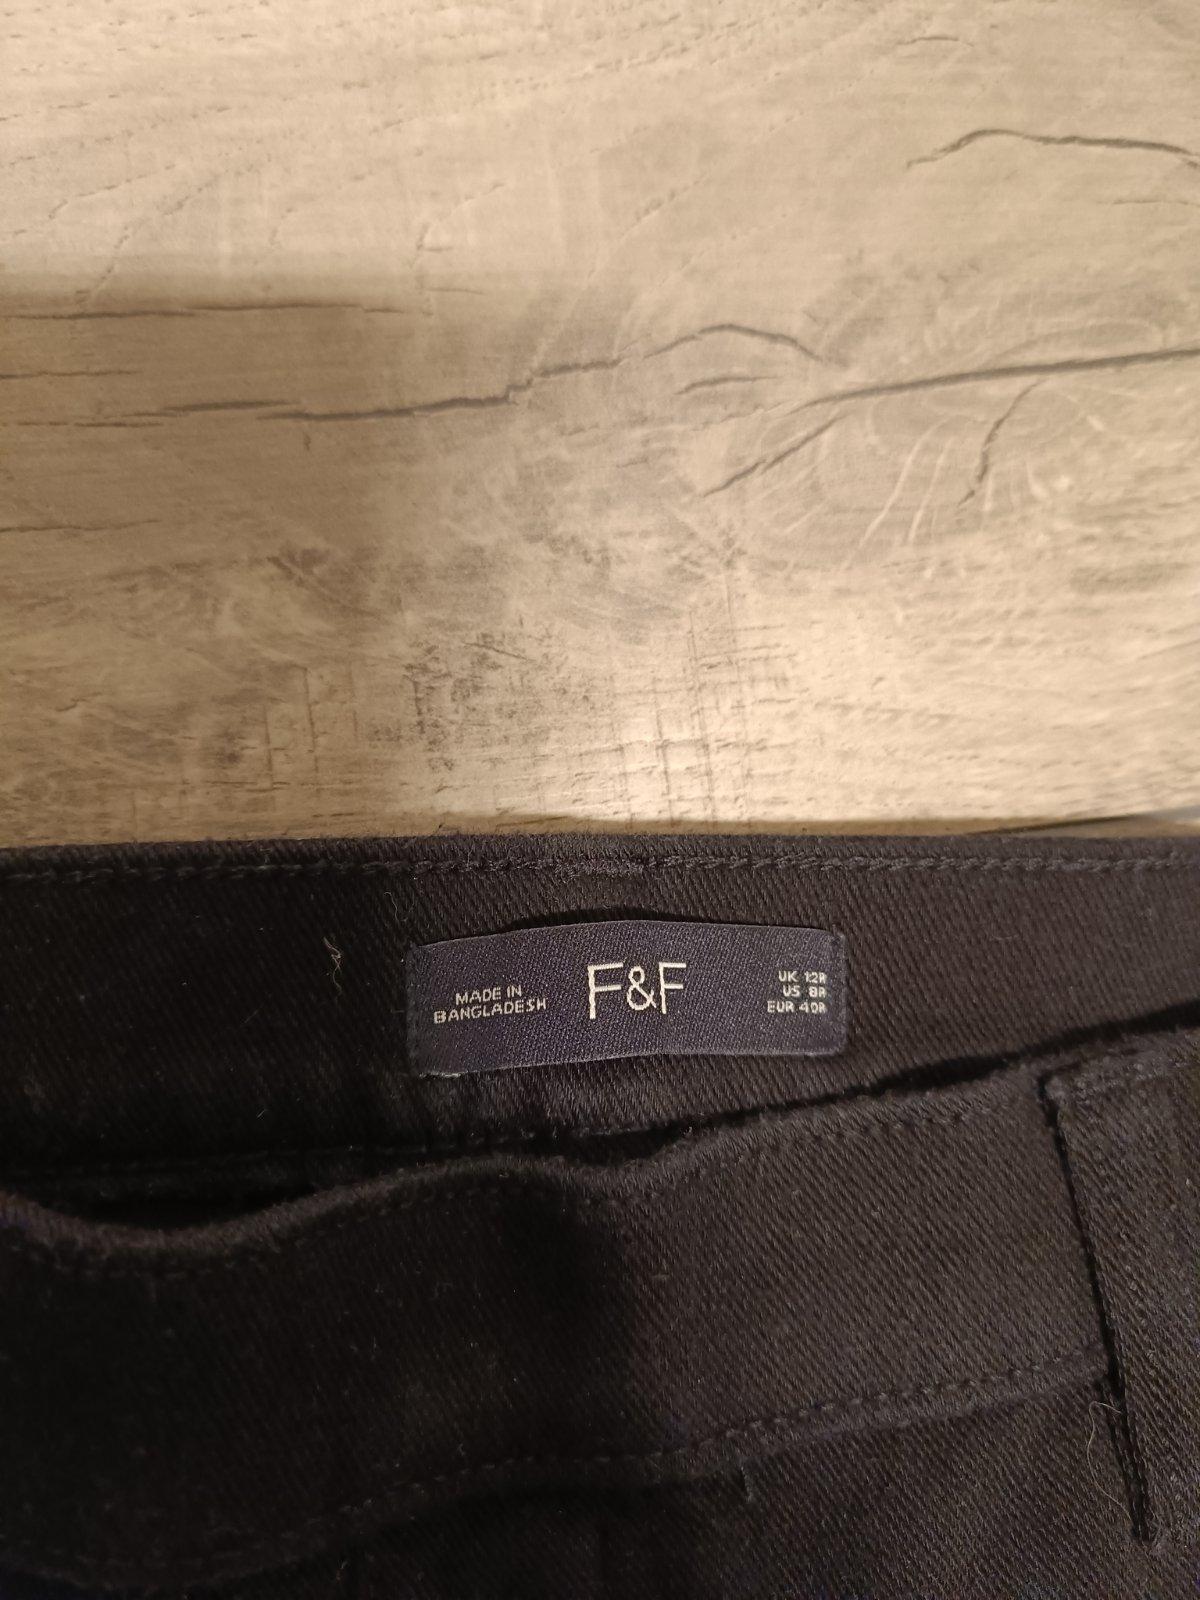 MADE IN
BANGLADESH
F&F
UK 12R
US 8R
EUR 40R